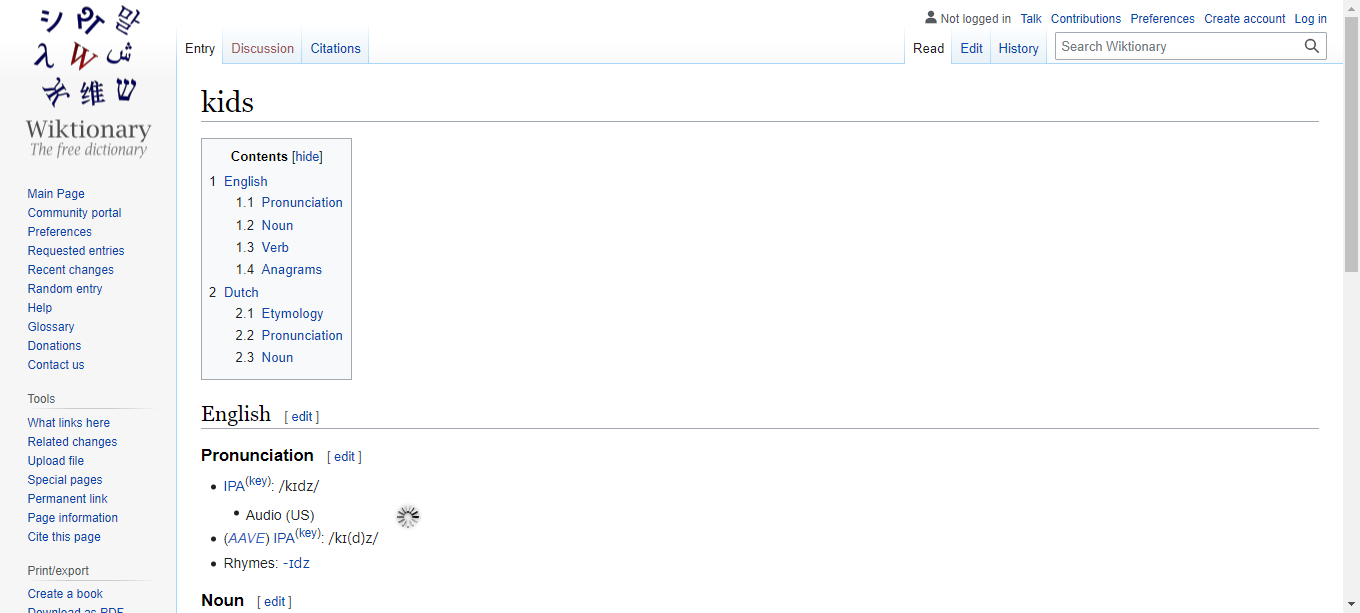 Not logged in Talk Contributions Preferences Create account Log in
Entry Discussion Citations
Read Edit History Search Wiktionary
シ 말
λ W ش
维 ש
Wiktionary
The free dictionary
Main Page
Community portal
Preferences
Requested entries
Recent changes
Random entry
Help
Glossary
Donations
Contact us
Tools
What links here
Related changes
Upload file
Special pages
Permanent link
Page information
Cite this page
Print/export
Create a book
Download as PDF
kids
Contents [hide]
1 English
1.1 Pronunciation
1.2 Noun
1.3 Verb
1.4 Anagrams
2 Dutch
2.1 Etymology
2.2 Pronunciation
2.3 Noun
English [ edit ]
Pronunciation [ edit ]
• IPA(key): /kɪdz/
• Audio (US)
• (AAVE) IPA(key): /kɪ(d)z/
• Rhymes: -ɪdz
Noun [ edit ]